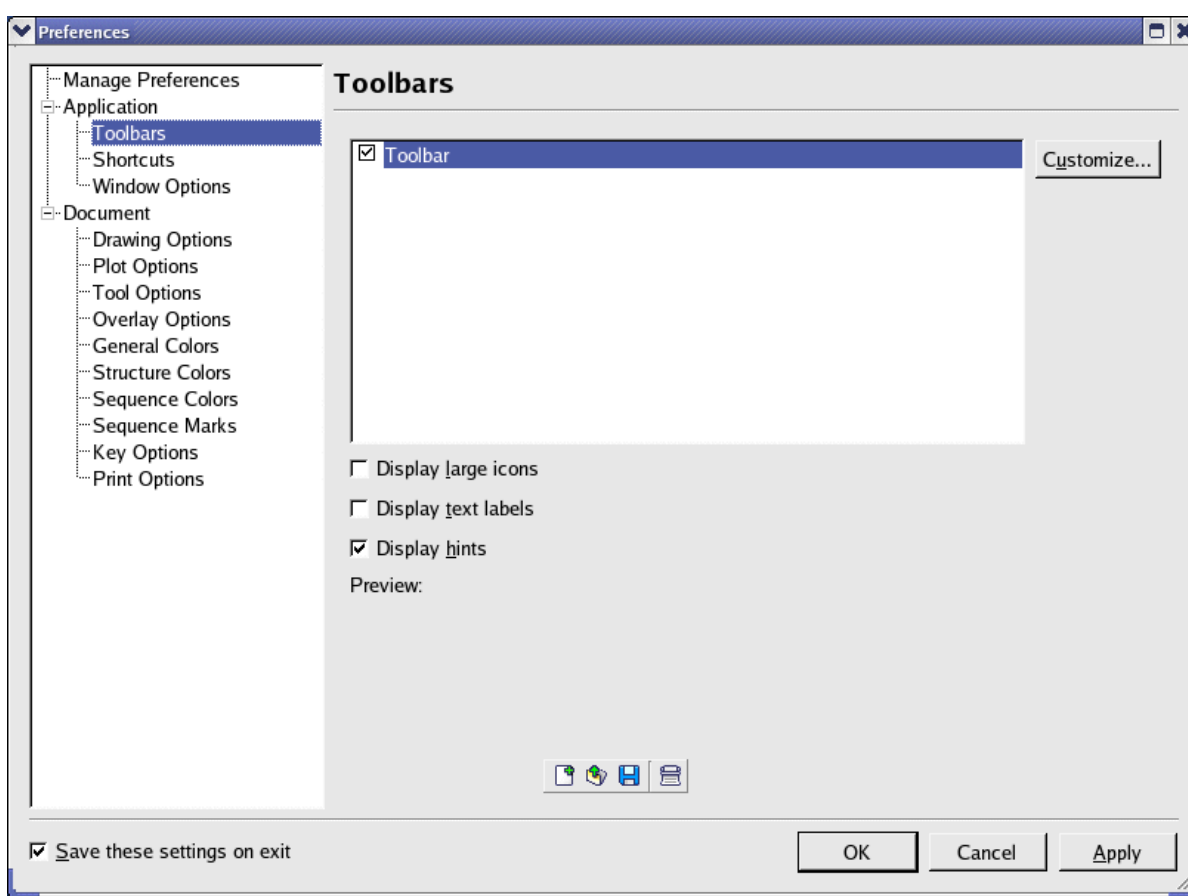 Preferences
Manage Preferences
Application
Toolbars
Shortcuts
Window Options
Document
Drawing Options
Plot Options
Tool Options
Overlay Options
General Colors
Structure Colors
Sequence Colors
Sequence Marks
Key Options
Print Options
Toolbars
Toolbar
Customize...
Display large icons
Display text labels
Display hints
Preview:
Save these settings on exit
OK
Cancel
Apply